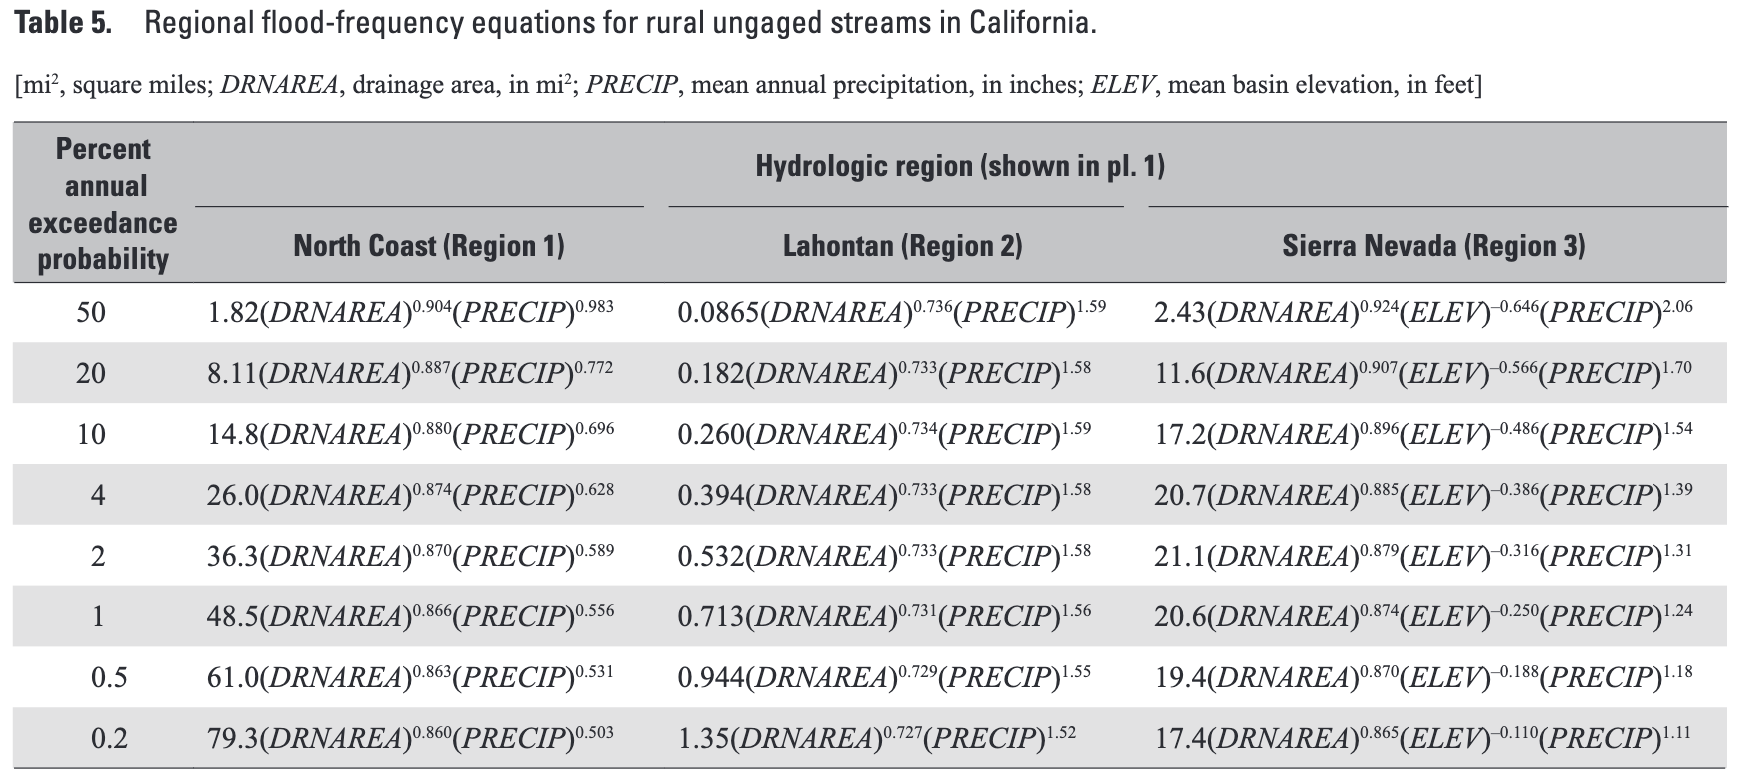 Table 5. Regional flood-frequency equations for rural ungaged streams in California.
[mi², square miles; DRNAREA, drainage area, in mi²; PRECIP, mean annual precipitation, in inches; ELEV, mean basin elevation, in feet]
Percent annual exceedance probability
Hydrologic region (shown in pl. 1)
North Coast (Region 1) Lahontan (Region 2) Sierra Nevada (Region 3)
50 1.82(DRNAREA)^0.904(PRECIP)^0.983 0.0865(DRNAREA)^0.736(PRECIP)^1.59 2.43(DRNAREA)^0.924(ELEV)^–0.646(PRECIP)^2.06
20 8.11(DRNAREA)^0.887(PRECIP)^0.772 0.182(DRNAREA)^0.733(PRECIP)^1.58 11.6(DRNAREA)^0.907(ELEV)^–0.566(PRECIP)^1.70
10 14.8(DRNAREA)^0.880(PRECIP)^0.696 0.260(DRNAREA)^0.734(PRECIP)^1.59 17.2(DRNAREA)^0.896(ELEV)^–0.486(PRECIP)^1.54
4 26.0(DRNAREA)^0.874(PRECIP)^0.628 0.394(DRNAREA)^0.733(PRECIP)^1.58 20.7(DRNAREA)^0.885(ELEV)^–0.386(PRECIP)^1.39
2 36.3(DRNAREA)^0.870(PRECIP)^0.589 0.532(DRNAREA)^0.733(PRECIP)^1.58 21.1(DRNAREA)^0.879(ELEV)^–0.316(PRECIP)^1.31
1 48.5(DRNAREA)^0.866(PRECIP)^0.556 0.713(DRNAREA)^0.731(PRECIP)^1.56 20.6(DRNAREA)^0.874(ELEV)^–0.250(PRECIP)^1.24
0.5 61.0(DRNAREA)^0.863(PRECIP)^0.531 0.944(DRNAREA)^0.729(PRECIP)^1.55 19.4(DRNAREA)^0.870(ELEV)^–0.188(PRECIP)^1.18
0.2 79.3(DRNAREA)^0.860(PRECIP)^0.503 1.35(DRNAREA)^0.727(PRECIP)^1.52 17.4(DRNAREA)^0.865(ELEV)^–0.110(PRECIP)^1.11